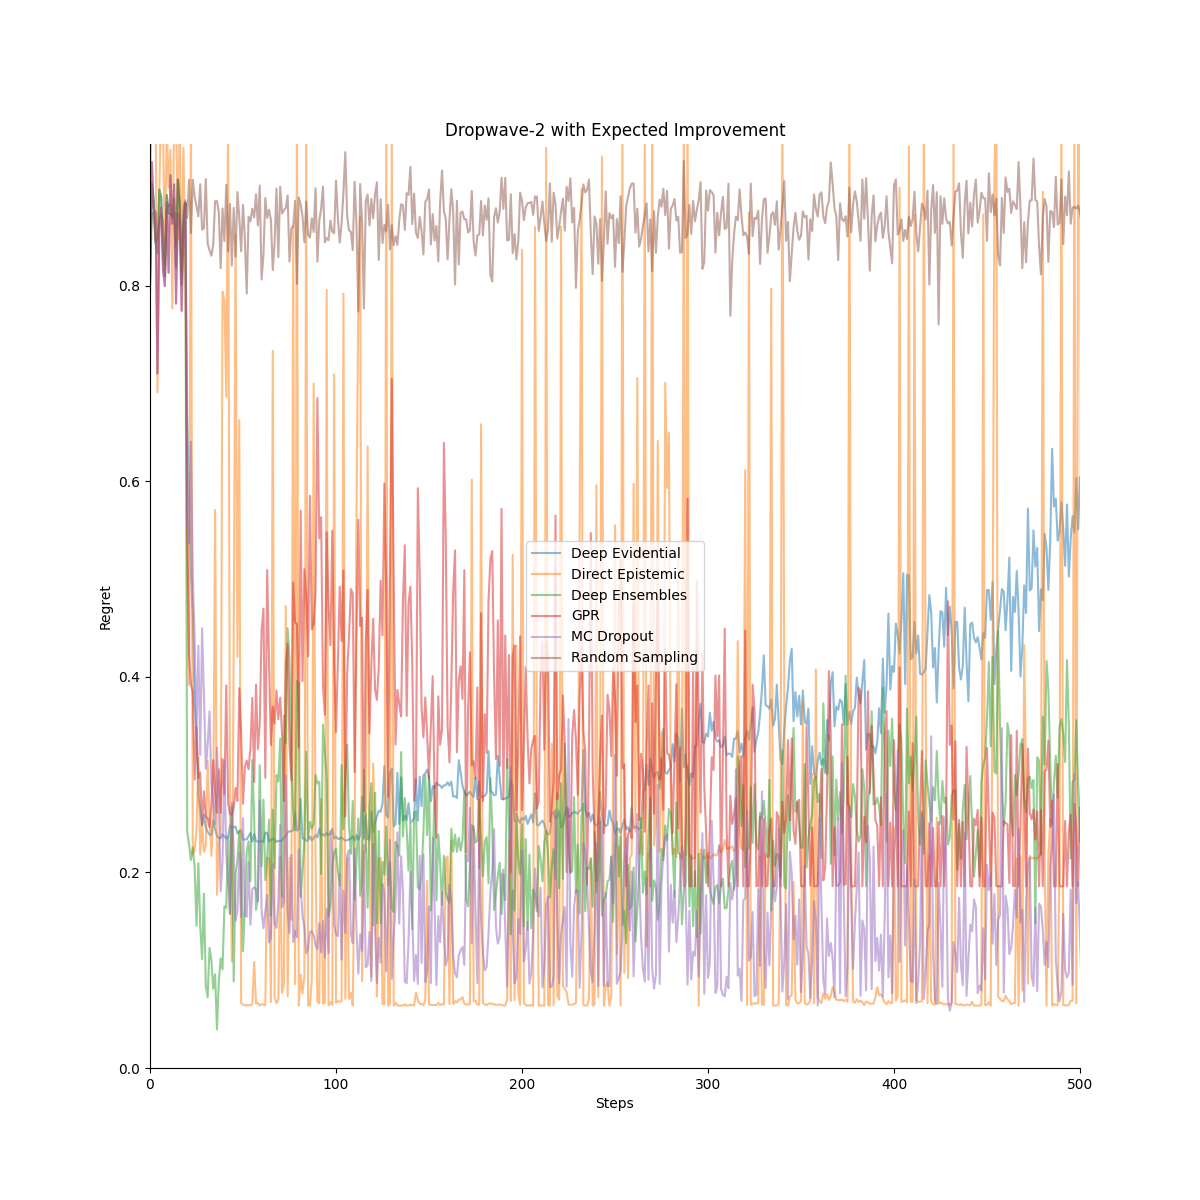 Dropwave-2 with Expected Improvement
Regret
0.8
0.6
0.4
0.2
0.0
Deep Evidential
Direct Epistemic
Deep Ensembles
GPR
MC Dropout
Random Sampling
0 100 200 300 400 500
Steps